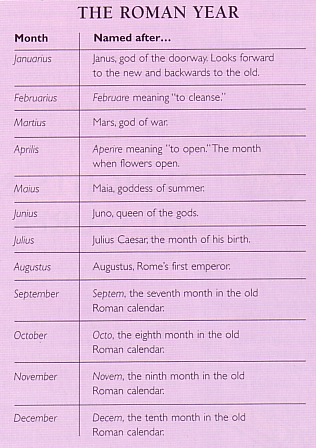 THE ROMAN YEAR
Month Named after...
Januarius Janus, god of the doorway. Looks forward
to the new and backwards to the old.
Februarius Februare meaning "to cleanse."
Martius Mars, god of war.
Aprilis Aperire meaning "to open." The month
when flowers open.
Maius Maia, goddess of summer.
Junius Juno, queen of the gods.
Julius Julius Caesar, the month of his birth.
Augustus Augustus, Rome's first emperor.
September Septem, the seventh month in the old
Roman calendar.
October Octo, the eighth month in the old
Roman calendar.
November Novem, the ninth month in the old
Roman calendar.
December Decem, the tenth month in the old
Roman calendar.